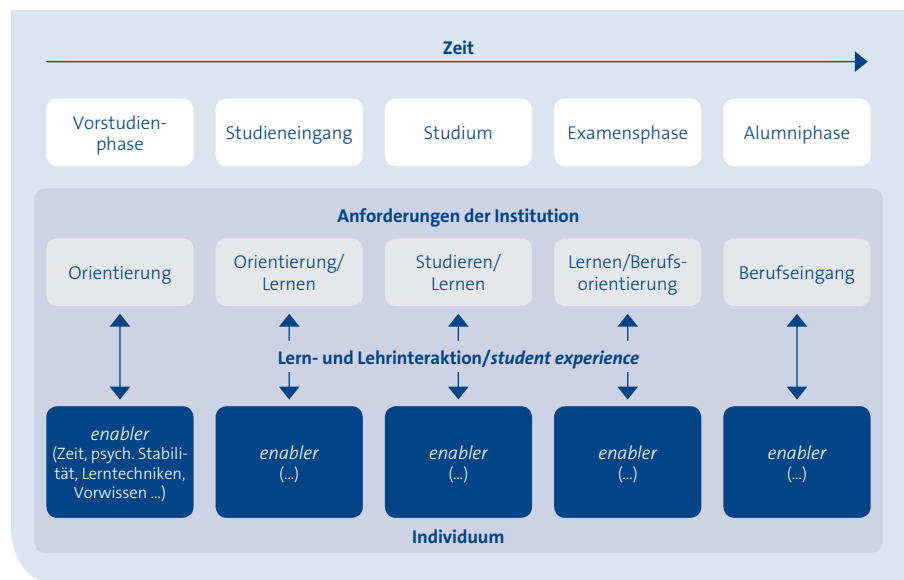 Zeit
Vorstudien-
phase
Studieneingang
Studium
Examensphase
Alumniphase
Anforderungen der Institution
Orientierung
Orientierung/
Lernen
Studieren/
Lernen
Lernen/Berufs-
orientierung
Berufseingang
Lern- und Lehrinteraktion/student experience
enabler
(Zeit, psych. Stabili-
tät, Lerntechniken,
Vorwissen ...)
enabler
(...)
enabler
(...)
enabler
(...)
enabler
(...)
Individuum